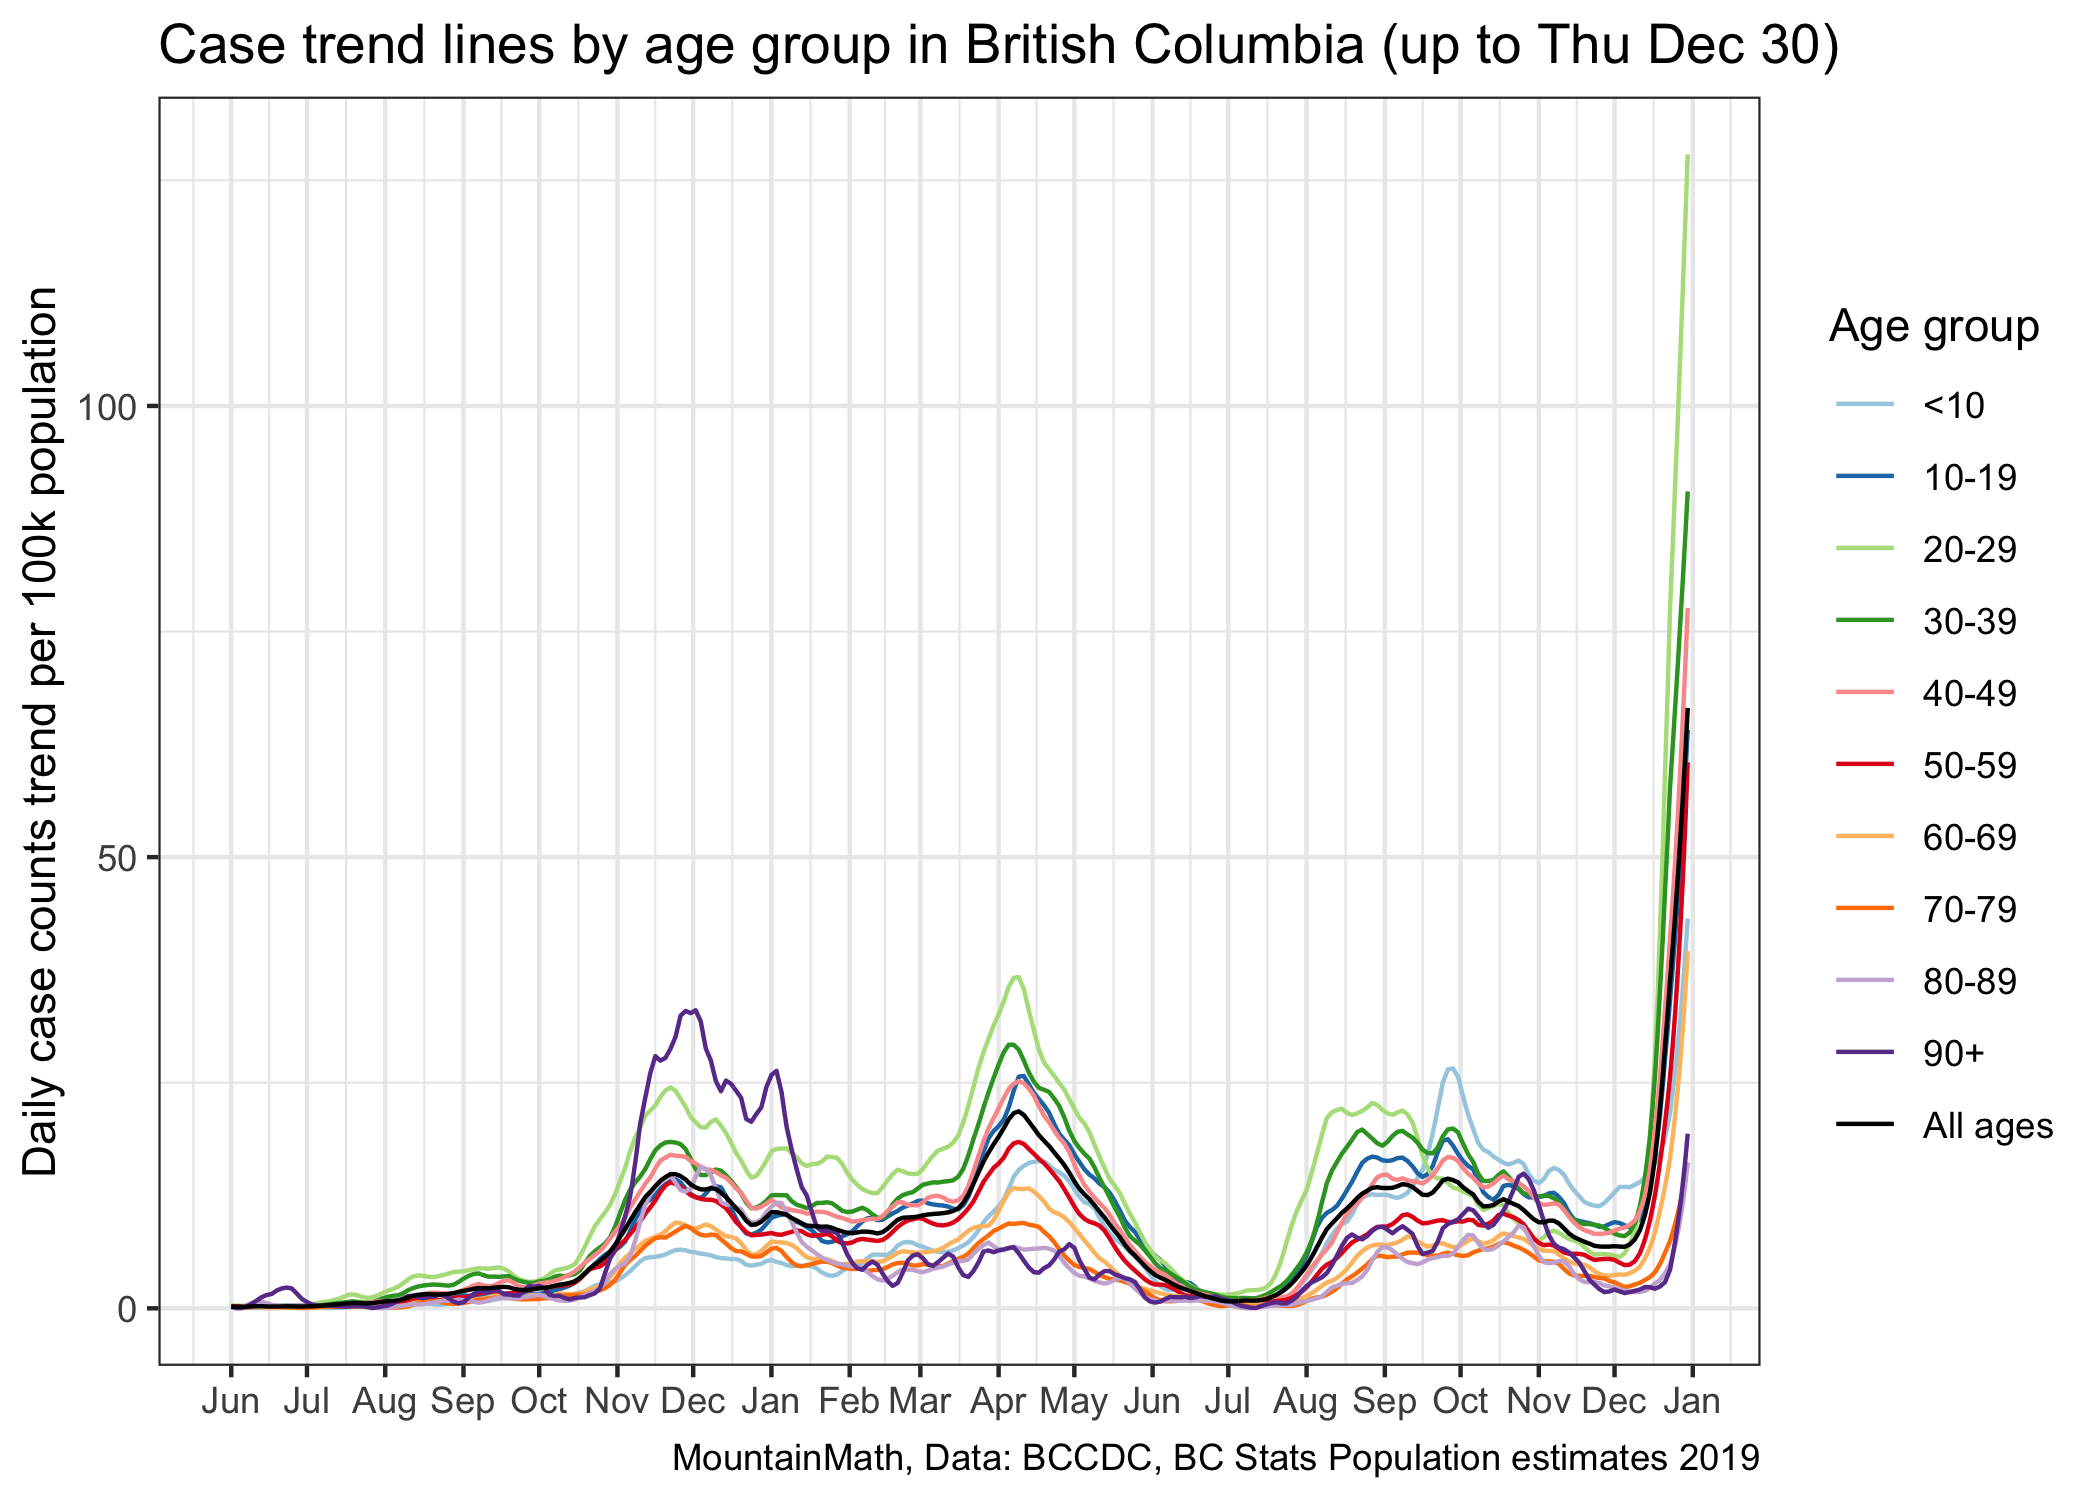 Case trend lines by age group in British Columbia (up to Thu Dec 30)
Daily case counts trend per 100k population
100
50
0
Jun Jul Aug Sep Oct Nov Dec Jan Feb Mar Apr May Jun Jul Aug Sep Oct Nov Dec Jan
Age group
<10
10-19
20-29
30-39
40-49
50-59
60-69
70-79
80-89
90+
All ages
MountainMath, Data: BCCDC, BC Stats Population estimates 2019